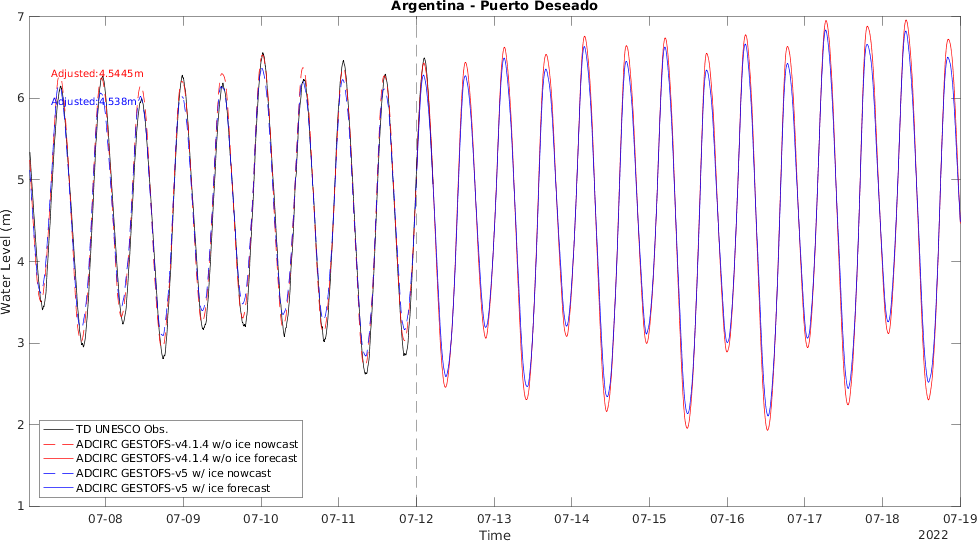 Argentina - Puerto Deseado
7
6
5
4
3
2
1
Water Level (m)
Adjusted:4.5445m
Adjusted:4.538m
TD UNESCO Obs.
ADCIRC GESTOFS-v4.1.4 w/o ice nowcast
ADCIRC GESTOFS-v4.1.4 w/o ice forecast
ADCIRC GESTOFS-v5 w/ ice nowcast
ADCIRC GESTOFS-v5 w/ ice forecast
07-08 07-09 07-10 07-11 07-12 07-13 07-14 07-15 07-16 07-17 07-18 07-19
Time
2022